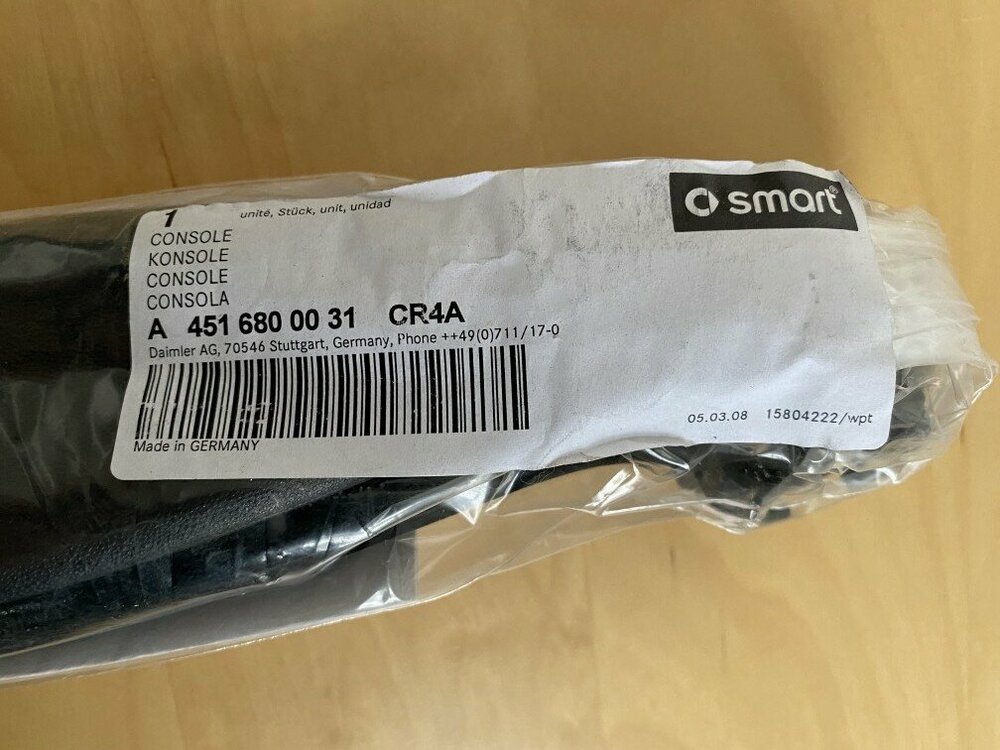 1 unité, Stück, unit, unidad
smart®
CONSOLE
KONSOLE
CONSOLE
CONSOLA
A 451 680 00 31 CR4A
Daimler AG, 70546 Stuttgart, Germany, Phone ++49(0)711/17-0
Made in GERMANY
05.03.08 15804222/wpt